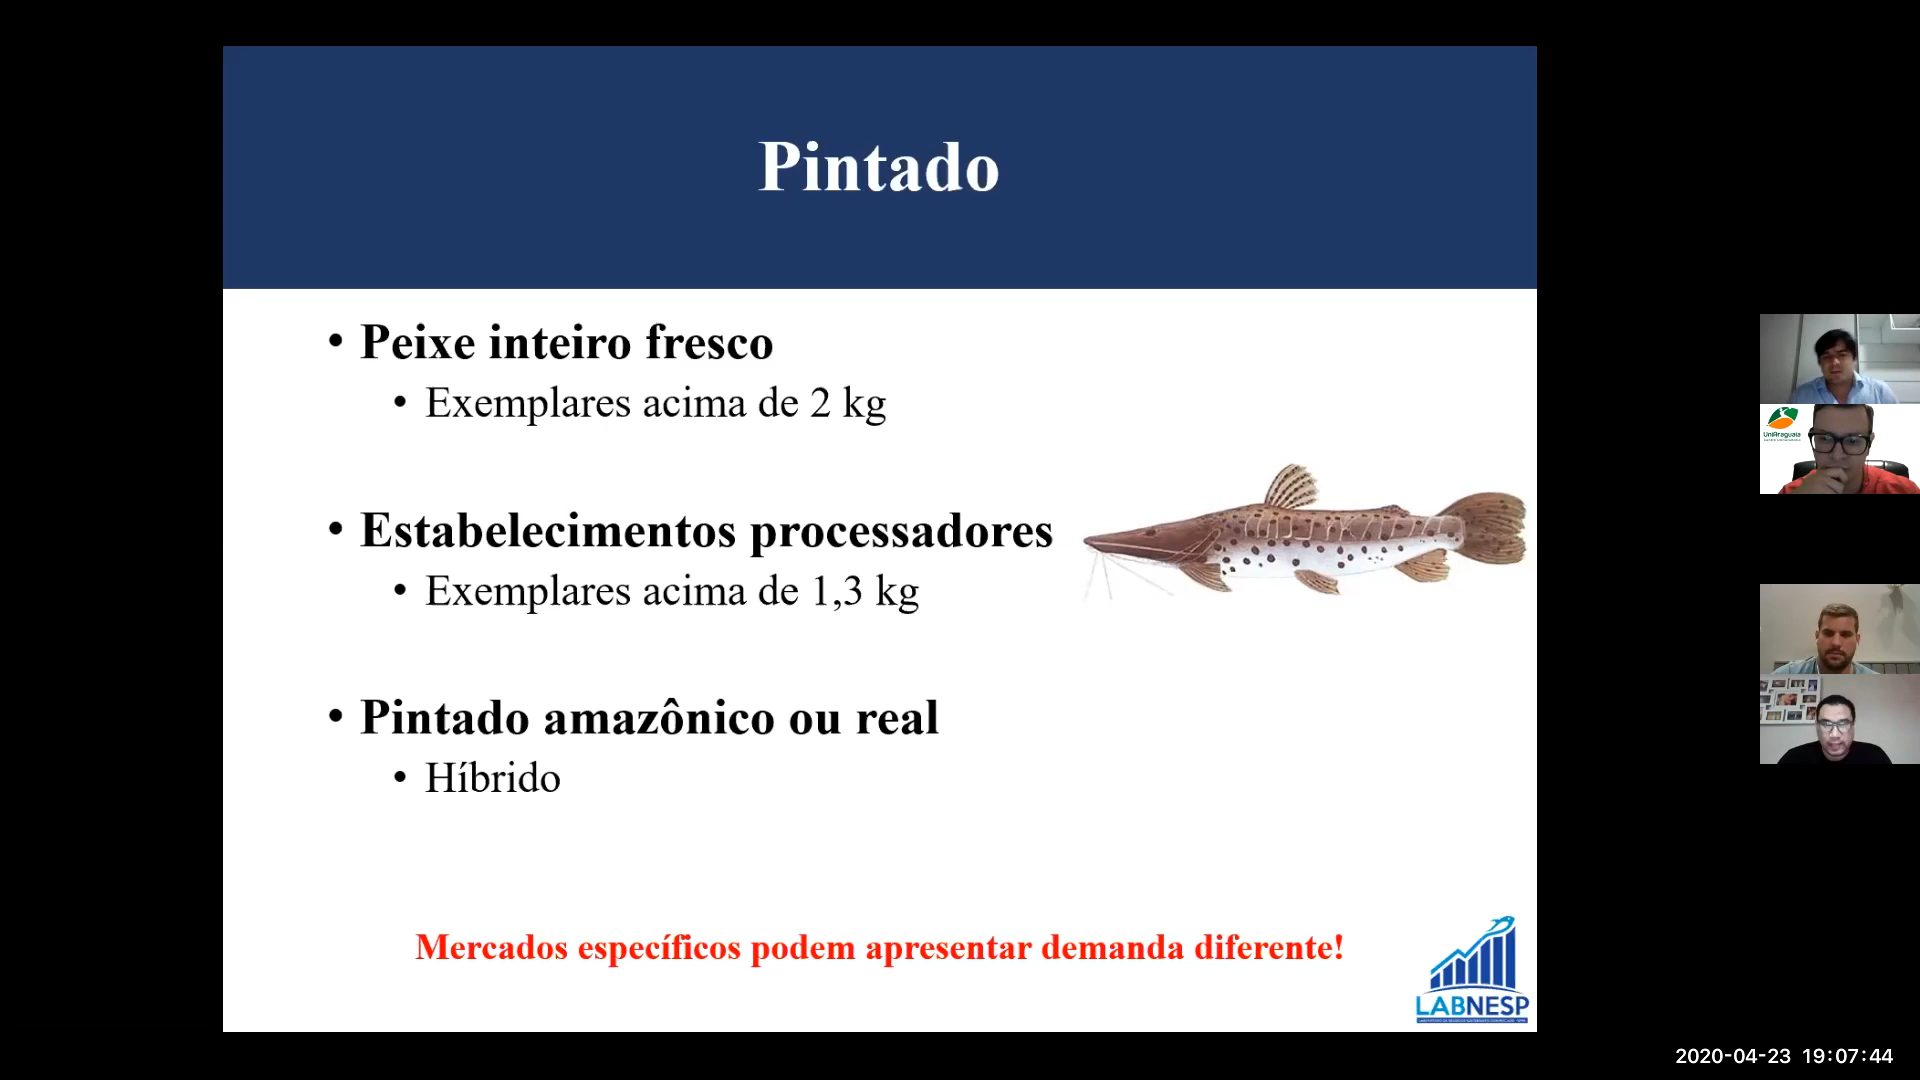 Pintado
• Peixe inteiro fresco
• Exemplares acima de 2 kg
• Estabelecimentos processadores
• Exemplares acima de 1,3 kg
• Pintado amazônico ou real
• Híbrido
Mercados específicos podem apresentar demanda diferente!
LABNESP
UniAraguaia
2020-04-23 19:07:44